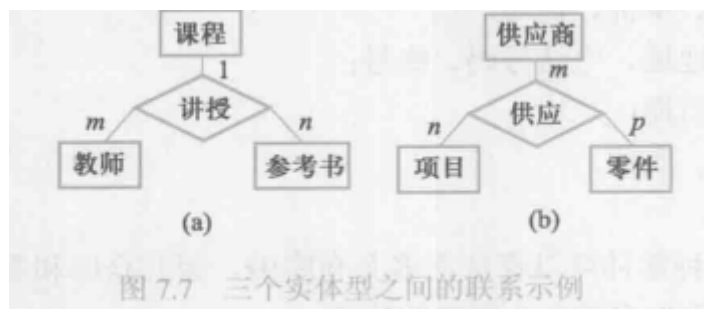 课程
供应商
1
m
讲授
供应
m
n
n
p
教师
参考书
项目
零件
(a)
(b)
图 7.7 三个实体型之间的联系示例